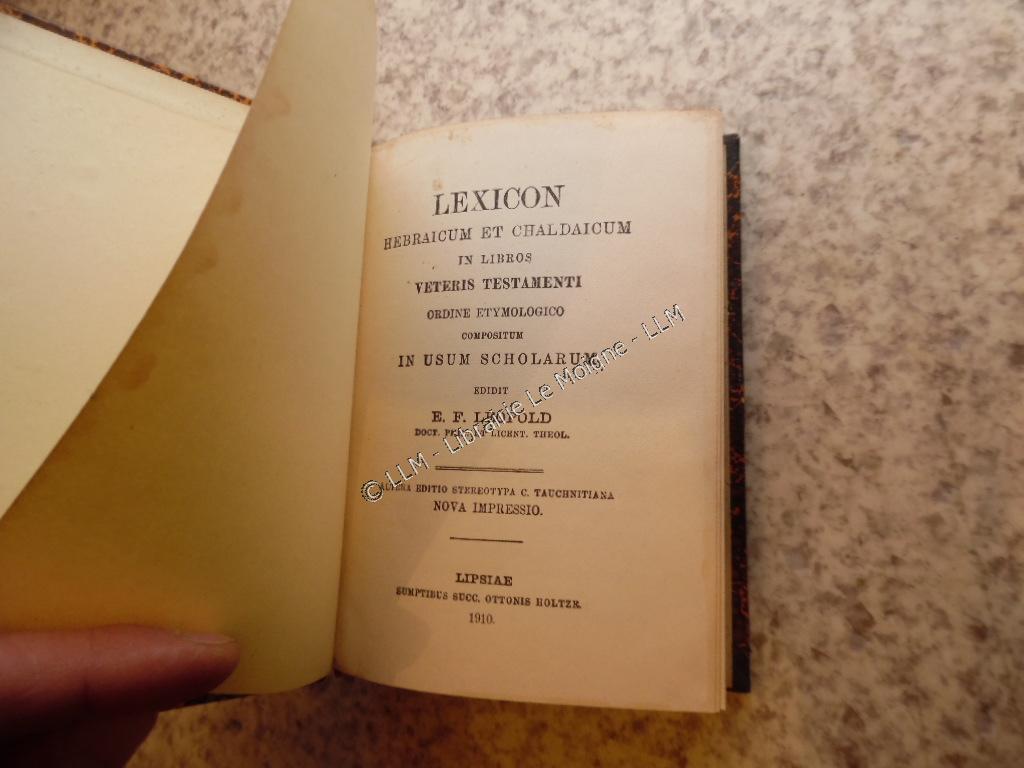 LEXICON
HEBRAICUM ET CHALDAICUM
IN LIBROS
VETERIS TESTAMENTI
ORDINE ETYMOLOGICO
COMPOSITUM
IN USUM SCHOLARUM
EDIDIT
E. F. LEOPOLD
DOCT. LICENT. THEOL.
ALTERA EDITIO STEREOTYPA C. TAUCHNITIANA
NOVA IMPRESSIO.
LIPSIAE
SUMPTIBUS SUCC. OTTONIS HOLTZE.
1910.
© LLM - Librairie Le Moigne - LLM